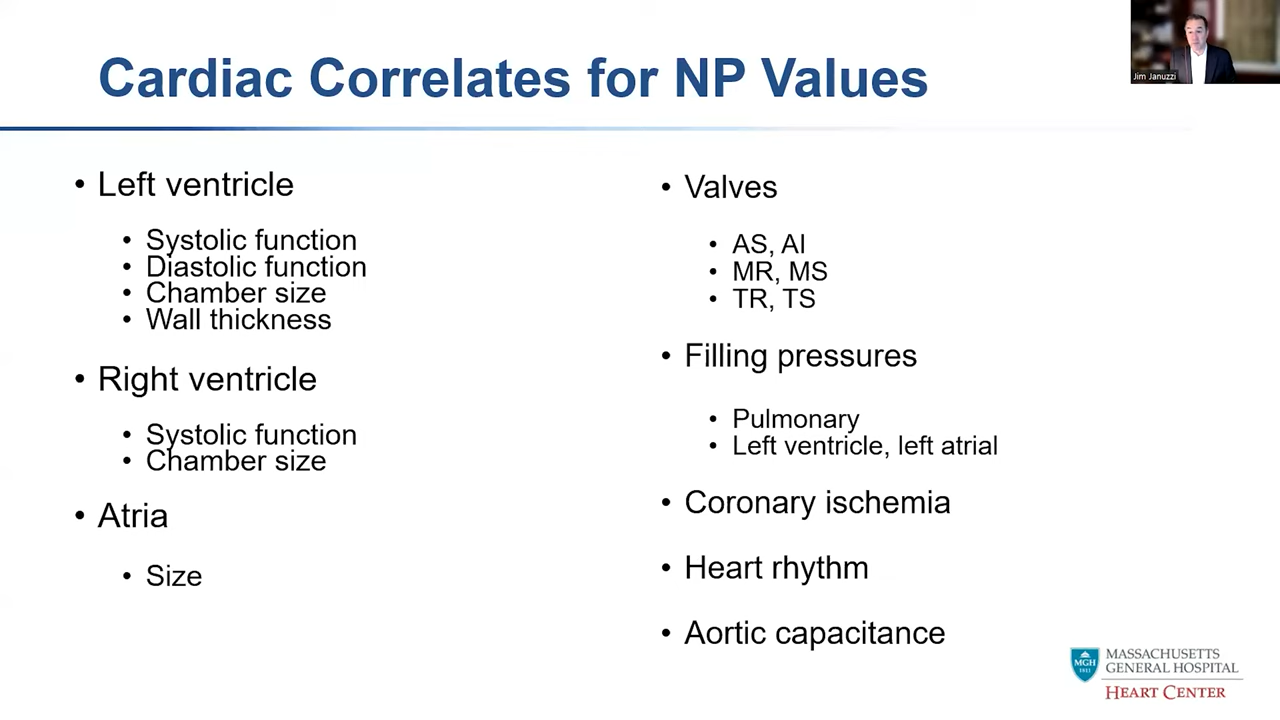 Cardiac Correlates for NP Values
Jim Januzzi
• Left ventricle
• Systolic function
• Diastolic function
• Chamber size
• Wall thickness
• Right ventricle
• Systolic function
• Chamber size
• Atria
• Size
• Valves
• AS, AI
• MR, MS
• TR, TS
• Filling pressures
• Pulmonary
• Left ventricle, left atrial
• Coronary ischemia
• Heart rhythm
• Aortic capacitance
MGH
1811
MASSACHUSETTS
GENERAL HOSPITAL
HEART CENTER